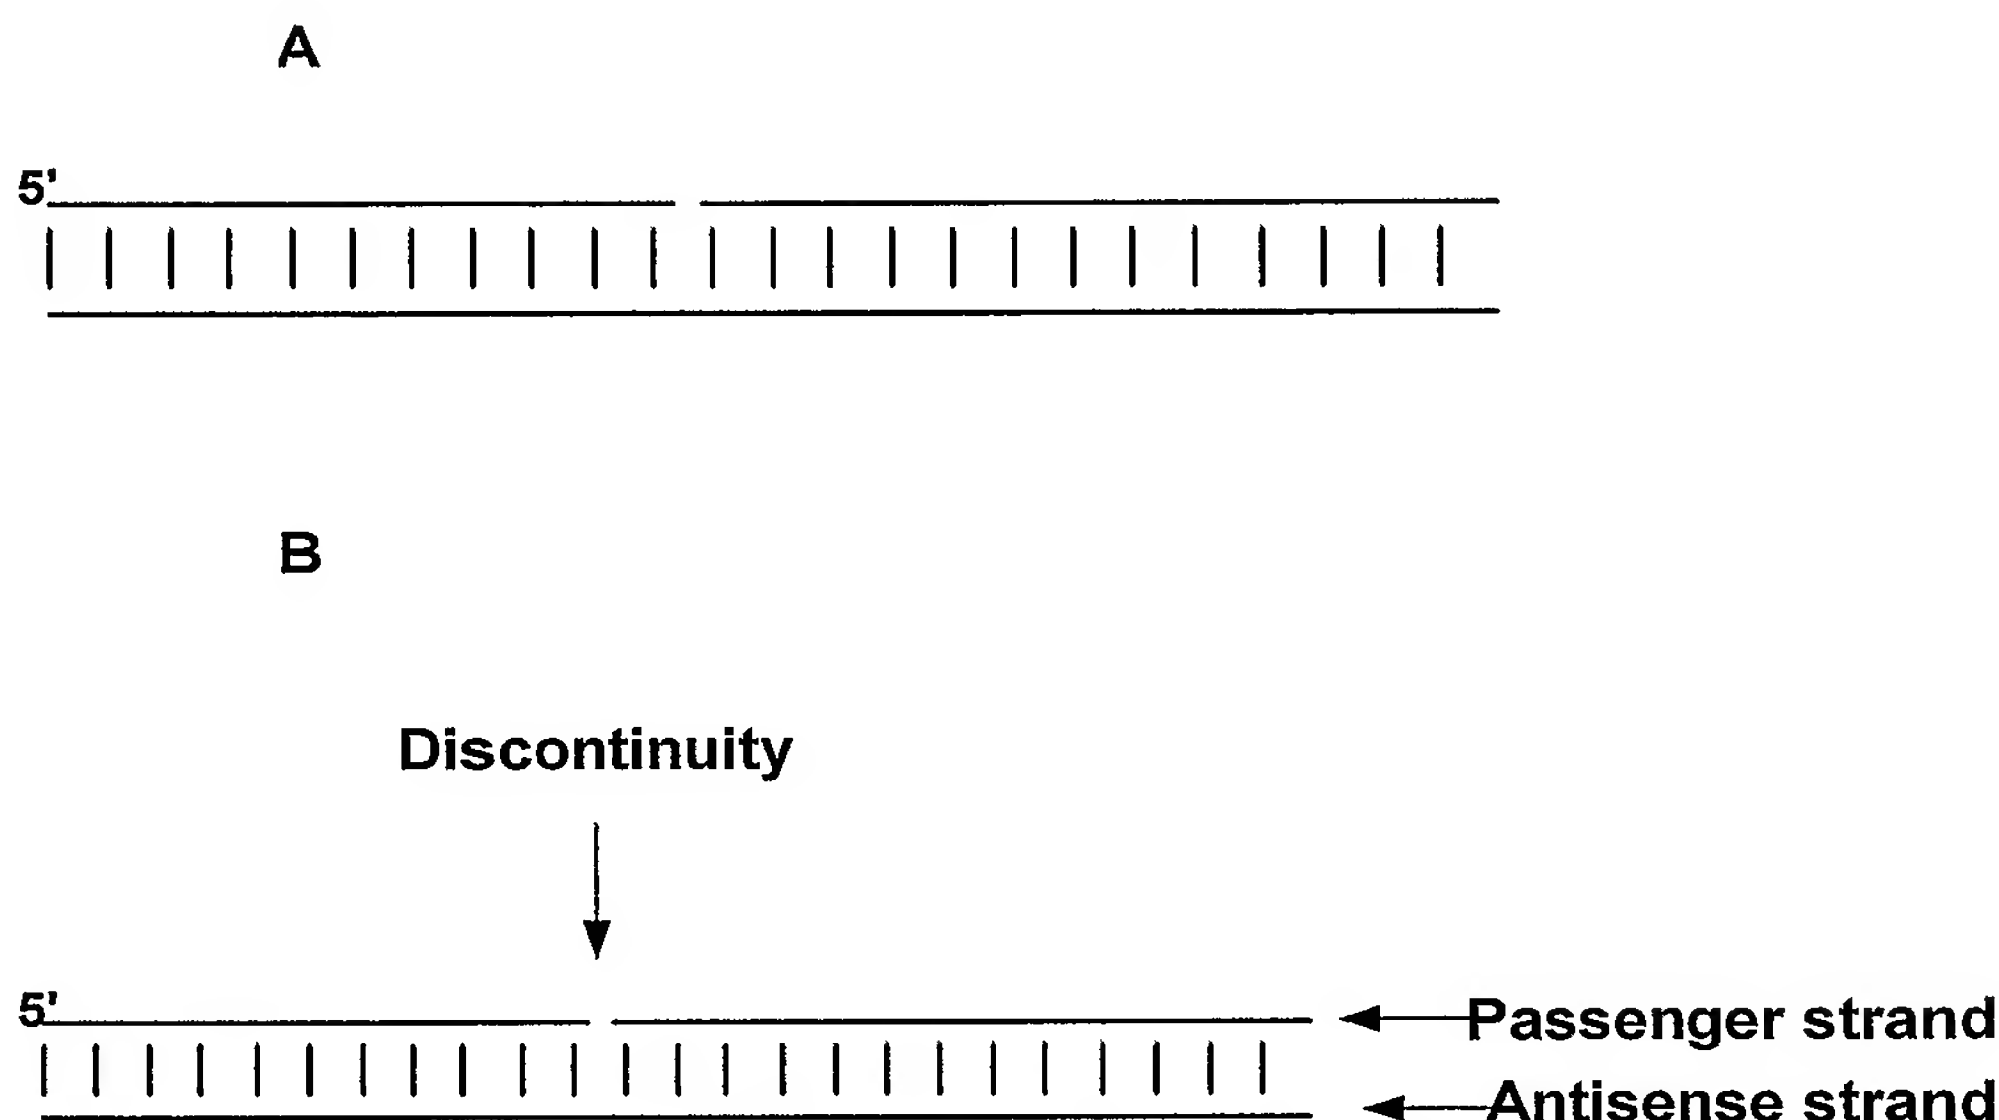 A
5'
B
Discontinuity
5'
Passenger strand
Antisense strand